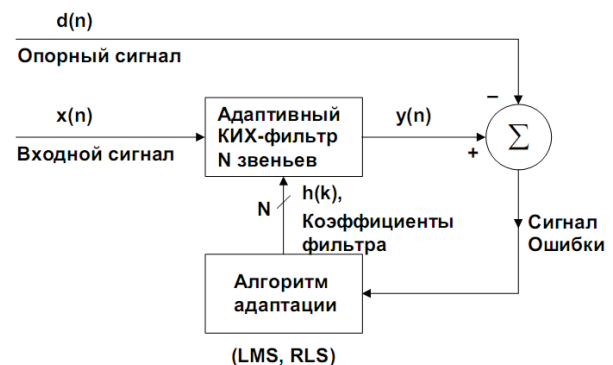 d(n)
Опорный сигнал
x(n)
Входной сигнал
Адаптивный
КИХ-фильтр
N звеньев
y(n)
–
+
Σ
N
h(k),
Коэффициенты
фильтра
Сигнал
Ошибки
Алгоритм
адаптации
(LMS, RLS)